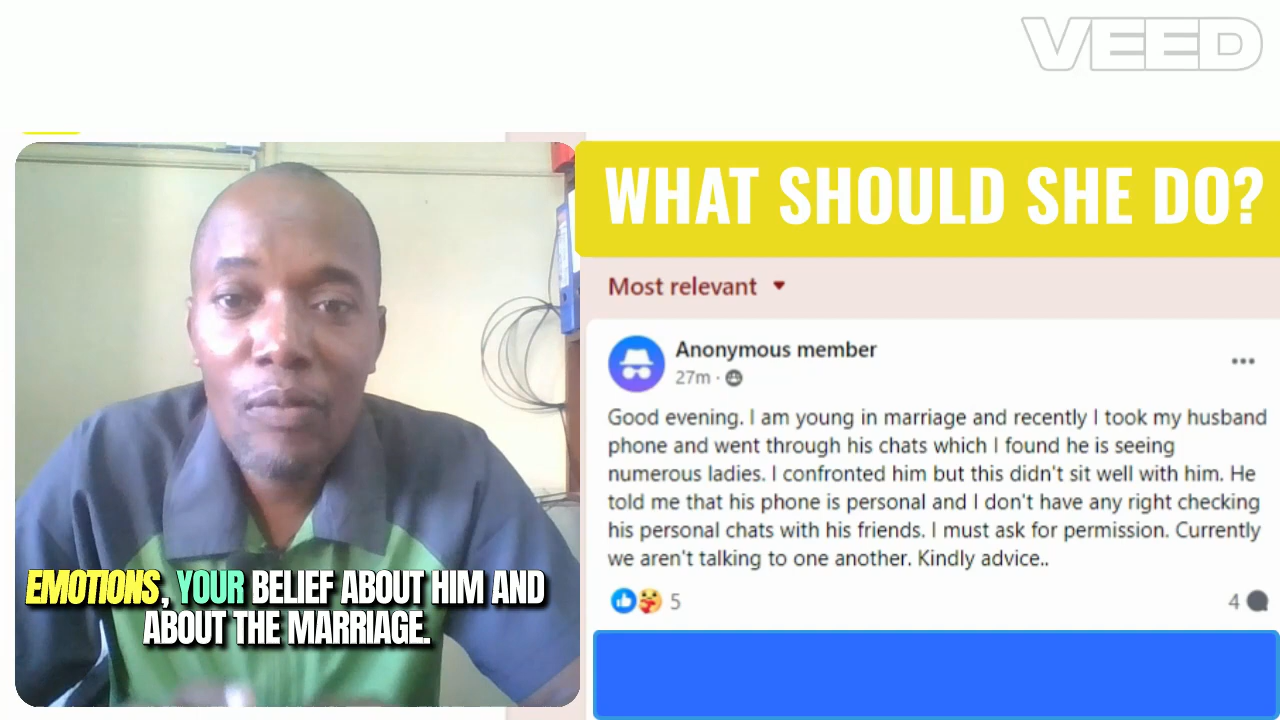 VEED
WHAT SHOULD SHE DO?
Most relevant
Anonymous member
27m ·
Good evening. I am young in marriage and recently I took my husband
phone and went through his chats which I found he is seeing
numerous ladies. I confronted him but this didn't sit well with him. He
told me that his phone is personal and I don't have any right checking
his personal chats with his friends. I must ask for permission. Currently
we aren't talking to one another. Kindly advice..
5
4
EMOTIONS, YOUR BELIEF ABOUT HIM AND
ABOUT THE MARRIAGE.